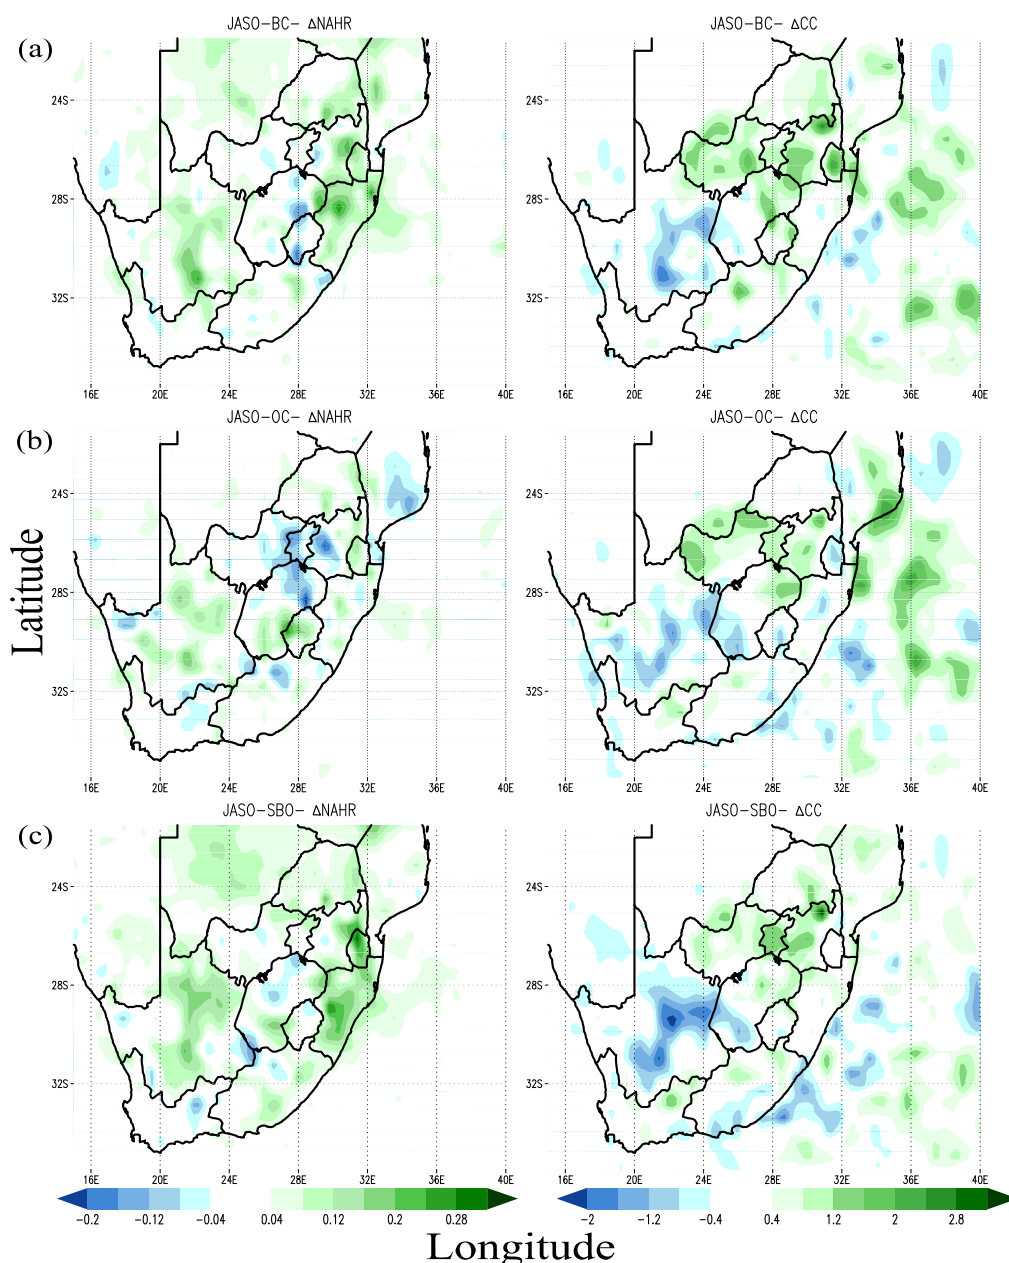 JASO-BC- ΔNAHR
JASO-BC- ΔCC
(a)
24S
28S
32S
24S
28S
32S
16E 20E 24E 28E 32E 36E 40E
16E 20E 24E 28E 32E 36E 40E
JASO-OC- ΔNAHR
JASO-OC- ΔCC
(b)
24S
28S
32S
24S
28S
32S
16E 20E 24E 28E 32E 36E 40E
16E 20E 24E 28E 32E 36E 40E
Latitude
JASO-SBO- ΔNAHR
JASO-SBO- ΔCC
(c)
24S
28S
32S
24S
28S
32S
16E 20E 24E 28E 32E 36E 40E
16E 20E 24E 28E 32E 36E 40E
-0.2 -0.12 -0.04 0.04 0.12 0.2 0.28
-2 -1.2 -0.4 0.4 1.2 2 2.8
Longitude